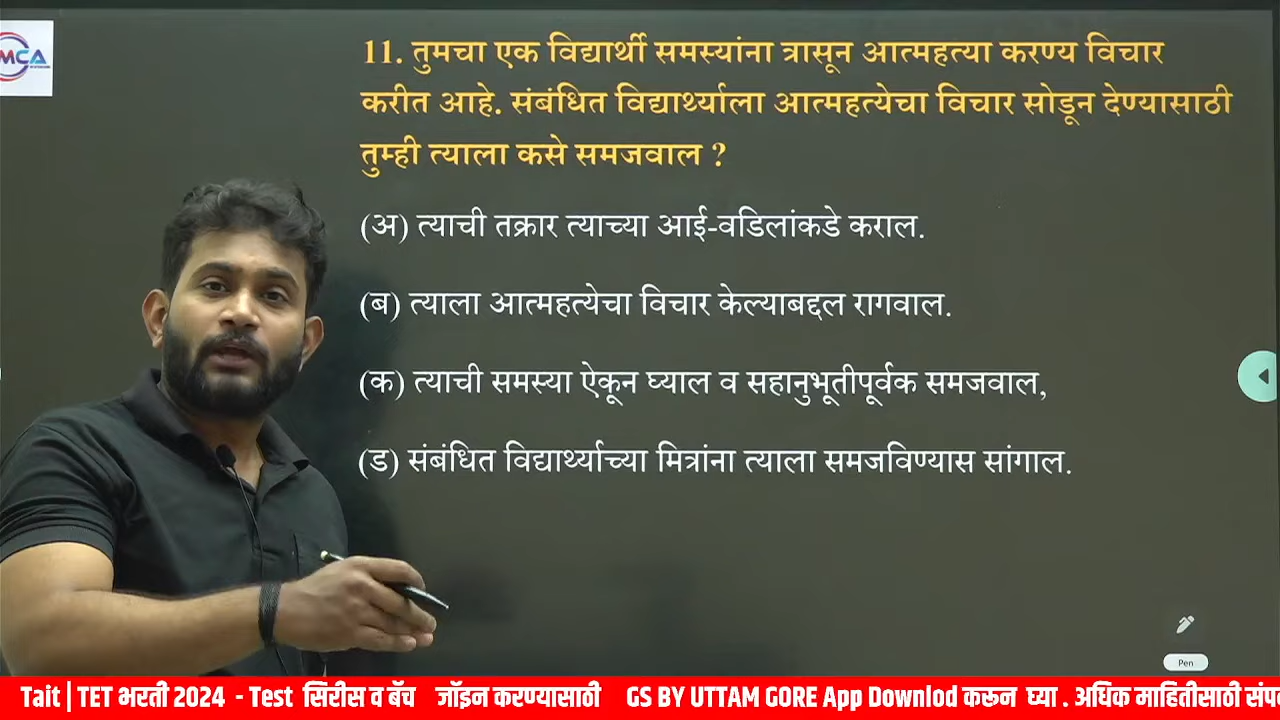 MCA
11. तुमचा एक विद्यार्थी समस्यांना त्रासून आत्महत्या करण्य विचार
करीत आहे. संबंधित विद्यार्थ्याला आत्महत्येचा विचार सोडून देण्यासाठी
तुम्ही त्याला कसे समजवाल ?
(अ) त्याची तक्रार त्याच्या आई-वडिलांकडे कराल.
(ब) त्याला आत्महत्येचा विचार केल्याबद्दल रागवाल.
(क) त्याची समस्या ऐकून घ्याल व सहानुभूतीपूर्वक समजवाल,
(ड) संबंधित विद्यार्थ्याच्या मित्रांना त्याला समजविण्यास सांगाल.
Pen
Tait | TET भरती 2024 - Test सिरीस व बॅच जॉइन करण्यासाठी GS BY UTTAM GORE App Downlod करून घ्या . अधिक माहितीसाठी संप